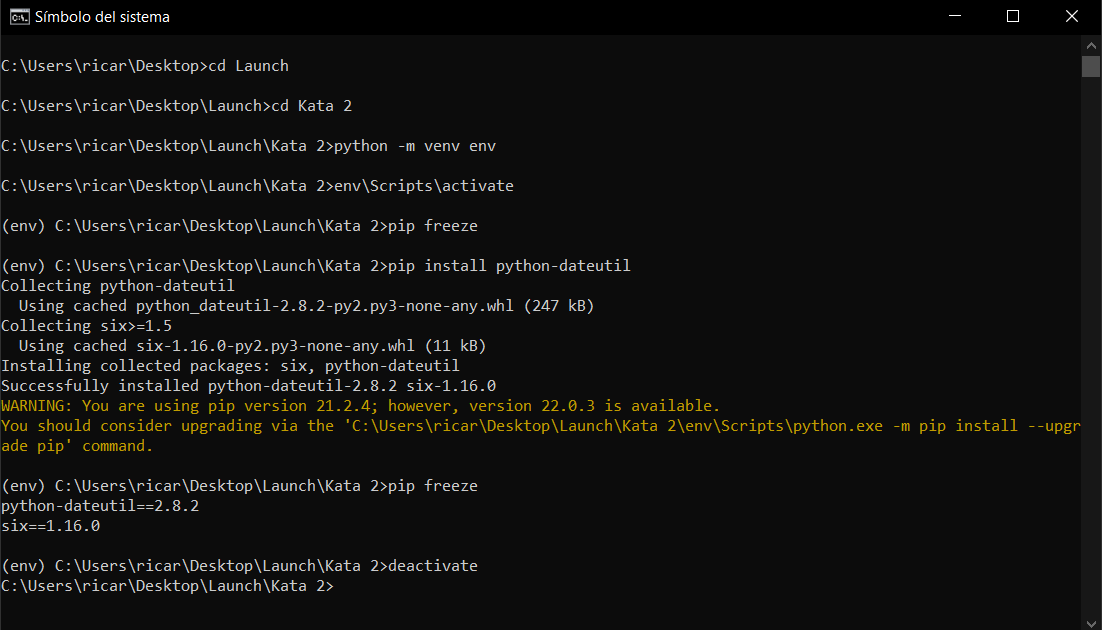 Símbolo del sistema
C:\Users\ricar\Desktop>cd Launch
C:\Users\ricar\Desktop\Launch>cd Kata 2
C:\Users\ricar\Desktop\Launch\Kata 2>python -m venv env
C:\Users\ricar\Desktop\Launch\Kata 2>env\Scripts\activate
(env) C:\Users\ricar\Desktop\Launch\Kata 2>pip freeze
(env) C:\Users\ricar\Desktop\Launch\Kata 2>pip install python-dateutil
Collecting python-dateutil
  Using cached python_dateutil-2.8.2-py2.py3-none-any.whl (247 kB)
Collecting six>=1.5
  Using cached six-1.16.0-py2.py3-none-any.whl (11 kB)
Installing collected packages: six, python-dateutil
Successfully installed python-dateutil-2.8.2 six-1.16.0
WARNING: You are using pip version 21.2.4; however, version 22.0.3 is available.
You should consider upgrading via the 'C:\Users\ricar\Desktop\Launch\Kata 2\env\Scripts\python.exe -m pip install --upgr
ade pip' command.
(env) C:\Users\ricar\Desktop\Launch\Kata 2>pip freeze
python-dateutil==2.8.2
six==1.16.0
(env) C:\Users\ricar\Desktop\Launch\Kata 2>deactivate
C:\Users\ricar\Desktop\Launch\Kata 2>